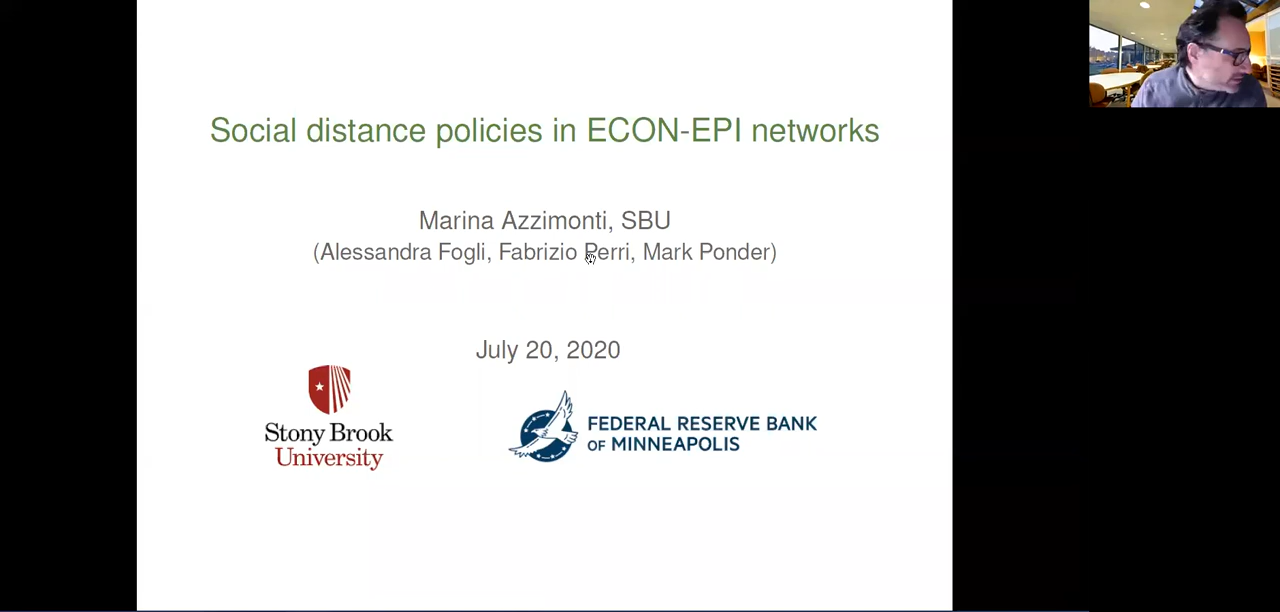 Social distance policies in ECON-EPI networks
Marina Azzimonti, SBU
(Alessandra Fogli, Fabrizio Perri, Mark Ponder)
July 20, 2020
Stony Brook
University
FEDERAL RESERVE BANK
OF MINNEAPOLIS